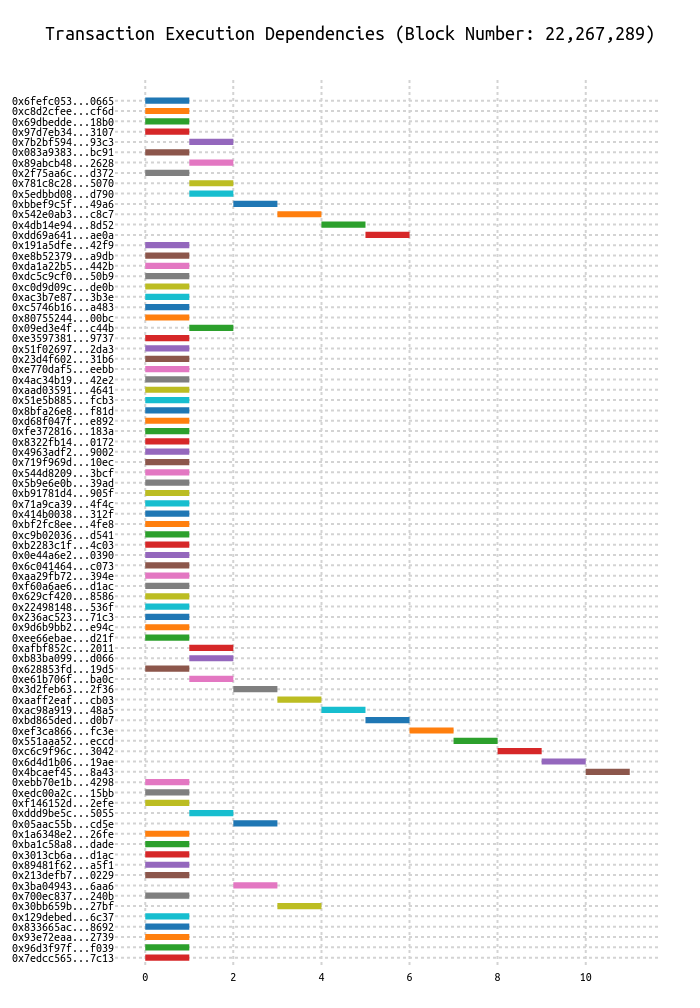 Transaction Execution Dependencies (Block Number: 22,267,289)
0x6fefc053...0665
0xc8d2cfee...cf6d
0x69dbedde...18b0
0x97d7eb34...3107
0x7b2bf594...93c3
0x083a9383...bc91
0x89abcb48...2628
0x2f75aa6c...d372
0x781c8c28...5070
0x5edbbd08...d790
0xbbef9c5f...49a6
0x542e0ab3...c8c7
0x4db14e94...8d52
0xdd69a641...ae0a
0x191a5dfe...42f9
0xe8b52379...a9db
0xda1a22b5...442b
0xdc5c9cf0...50b9
0xc0d9d09c...de0b
0xac3b7e87...3b3e
0xc5746b16...a483
0x80755244...00bc
0x09ed3e4f...c44b
0xe3597381...9737
0x51f02697...2da3
0x23d4f602...31b6
0xe770daf5...eebb
0x4ac34b19...42e2
0xaad03591...4641
0x51e5b885...fcb3
0x8bfa26e8...f81d
0xd68f047f...e892
0xfe372816...183a
0x8322fb14...0172
0x4963adf2...9002
0x719f969d...10ec
0x544d8209...3bcf
0x5b9e6e0b...39ad
0xb91781d4...905f
0x71a9ca39...4f4c
0x414b0038...312f
0xbf2fc8ee...4fe8
0xc9b02036...d541
0xb2283c1f...4c03
0x0e44a6e2...0390
0x6c041464...c073
0xaa29fb72...394e
0xf60a6ae6...d1ac
0x629cf420...8586
0x22498148...536f
0x236ac523...71c3
0x9d6b9bb2...e94c
0xee66ebae...d21f
0xafbf852c...2011
0xb83ba099...d066
0x628853fd...19d5
0xe61b706f...ba0c
0x3d2feb63...2f36
0xaaff2eaf...cb03
0xac98a919...48a5
0xbd865ded...d0b7
0xef3ca866...fc3e
0x551aaa52...eccd
0xc6c9f96c...3042
0x6d4d1b06...19ae
0x4bcaef45...8a43
0xebb70e1b...4298
0xedc00a2c...15bb
0xf146152d...2efe
0xddd9be5c...5055
0x05aac55b...cd5e
0x1a6348e2...26fe
0xba1c58a8...dade
0x3013cb6a...d1ac
0x89481f62...a5f1
0x213defb7...0229
0x3ba04943...6aa6
0x700ec837...240b
0x30bb659b...27bf
0x129debed...6c37
0x833665ac...8692
0x93e72eaa...2739
0x96d3f97f...f039
0x7edcc565...7c13
0 2 4 6 8 10